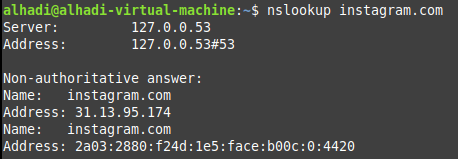 alhadi@alhadi-virtual-machine:~$ nslookup instagram.com
Server:         127.0.0.53
Address:        127.0.0.53#53

Non-authoritative answer:
Name:   instagram.com
Address: 31.13.95.174
Name:   instagram.com
Address: 2a03:2880:f24d:1e5:face:b00c:0:4420